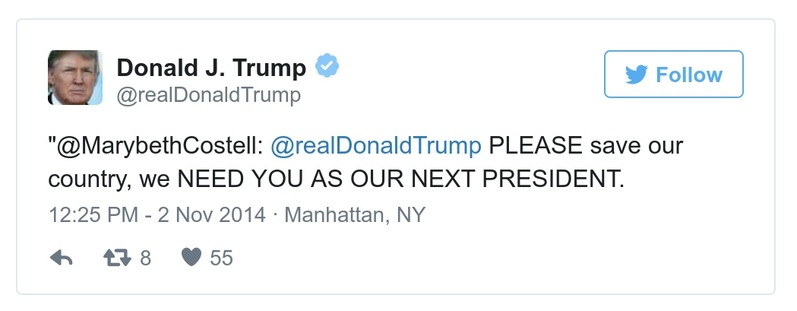 Donald J. Trump
@realDonaldTrump
Follow
"@MarybethCostell: @realDonaldTrump PLEASE save our
country, we NEED YOU AS OUR NEXT PRESIDENT.
12:25 PM - 2 Nov 2014 · Manhattan, NY
8 55